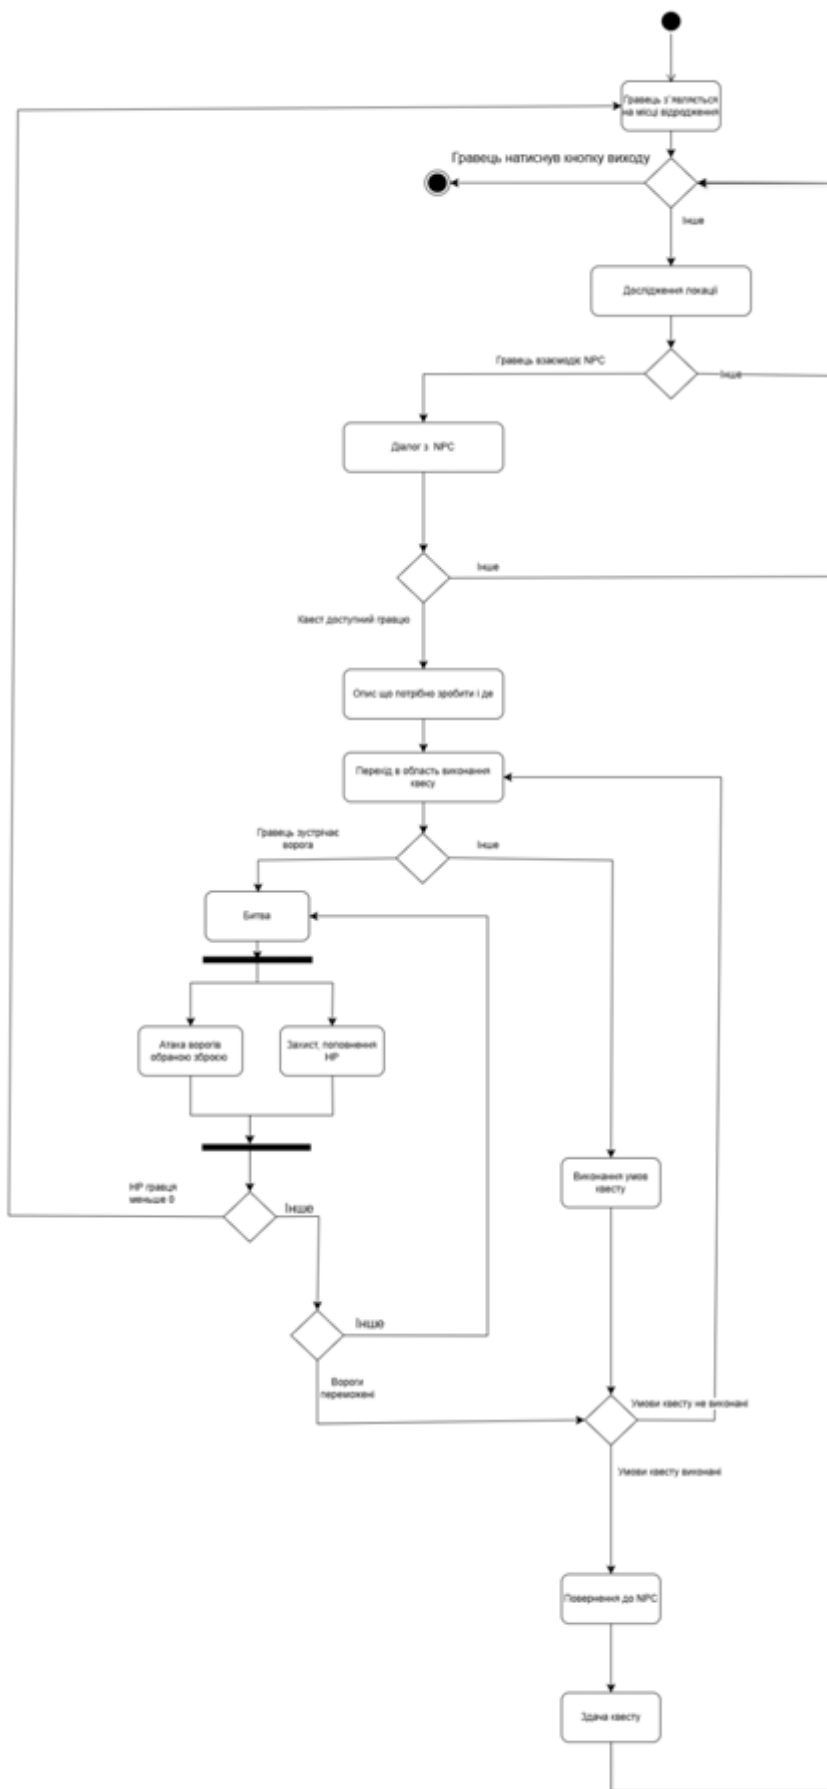 Гравець з'являється
на місці відродження
Гравець натиснув кнопку виходу
Інше
Дослідження локації
Гравець взаємодіє NPC
Інше
Діалог з NPC
Інше
Квест доступний гравцю
Опис що потрібно зробити і де
Перехід в область виконання
квесу
Гравець зустрічає
ворога
Інше
Битва
Атака ворогів
обраною зброєю
Захист, поповнення
HP
Виконання умов
квесту
HP гравця
меньше 0
Інше
Інше
Вороги
переможені
Умови квесту не виконані
Умови квесту виконані
Повернення до NPC
Здача квесту